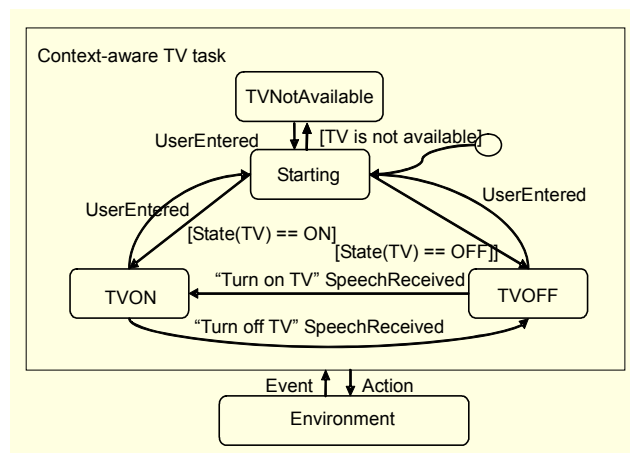 Context-aware TV task
TVNotAvailable
UserEntered
[TV is not available]
Starting
UserEntered
UserEntered
[State(TV) == ON]
[State(TV) == OFF]]
“Turn on TV” SpeechReceived
TVON
TVOFF
“Turn off TV” SpeechReceived
Event
Action
Environment